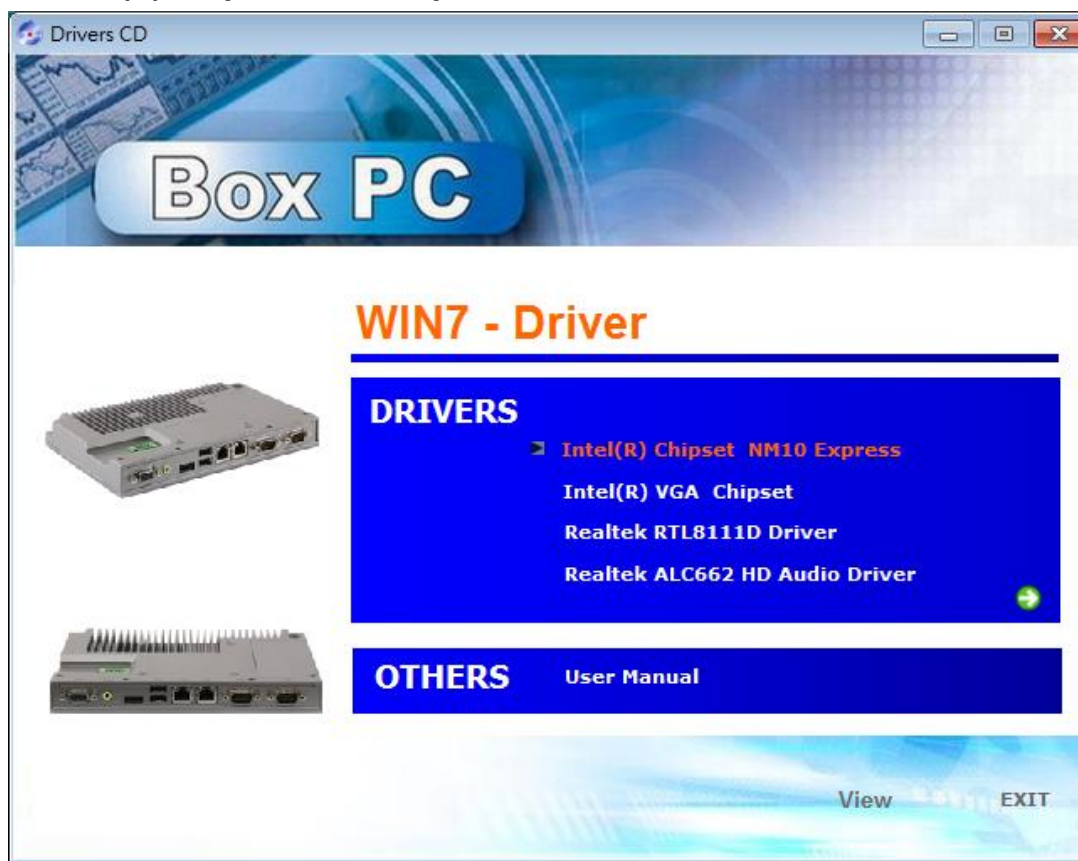 Drivers CD
Box PC
WIN7 - Driver
DRIVERS
Intel(R) Chipset NM10 Express
Intel(R) VGA Chipset
Realtek RTL8111D Driver
Realtek ALC662 HD Audio Driver
OTHERS User Manual
View EXIT